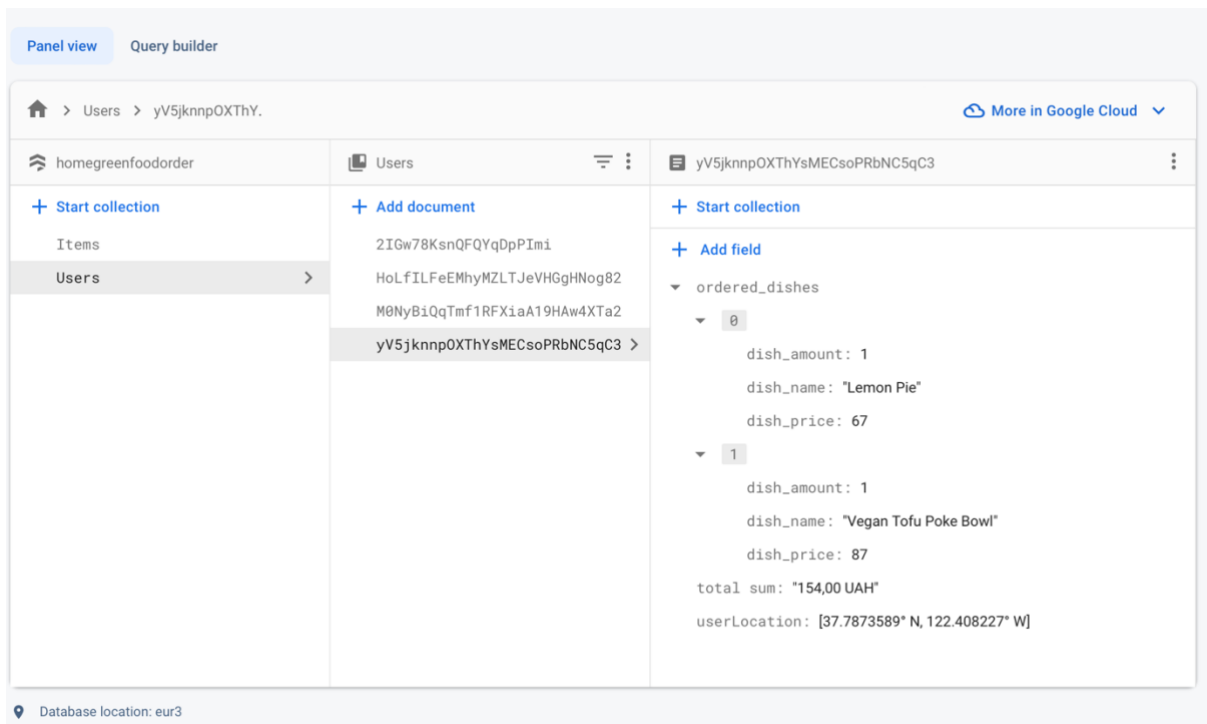 Panel view Query builder
Users yV5jknnpOXThY.
More in Google Cloud
homegreenfoodorder
Start collection
Items
Users
Users
Add document
2IGw78KsnQFQYqDpPImi
HoLfILFeEMhyMZLTJeVHGgHNog82
M0NyBiQqTmf1RFXiaA19HAw4XTa2
yV5jknnpOXThYsMECsoPRbNC5qC3
yV5jknnpOXThYsMECsoPRbNC5qC3
Start collection
Add field
ordered_dishes
0
dish_amount: 1
dish_name: "Lemon Pie"
dish_price: 67
1
dish_amount: 1
dish_name: "Vegan Tofu Poke Bowl"
dish_price: 87
total sum: "154,00 UAH"
userLocation: [37.7873589° N, 122.408227° W]
Database location: eur3